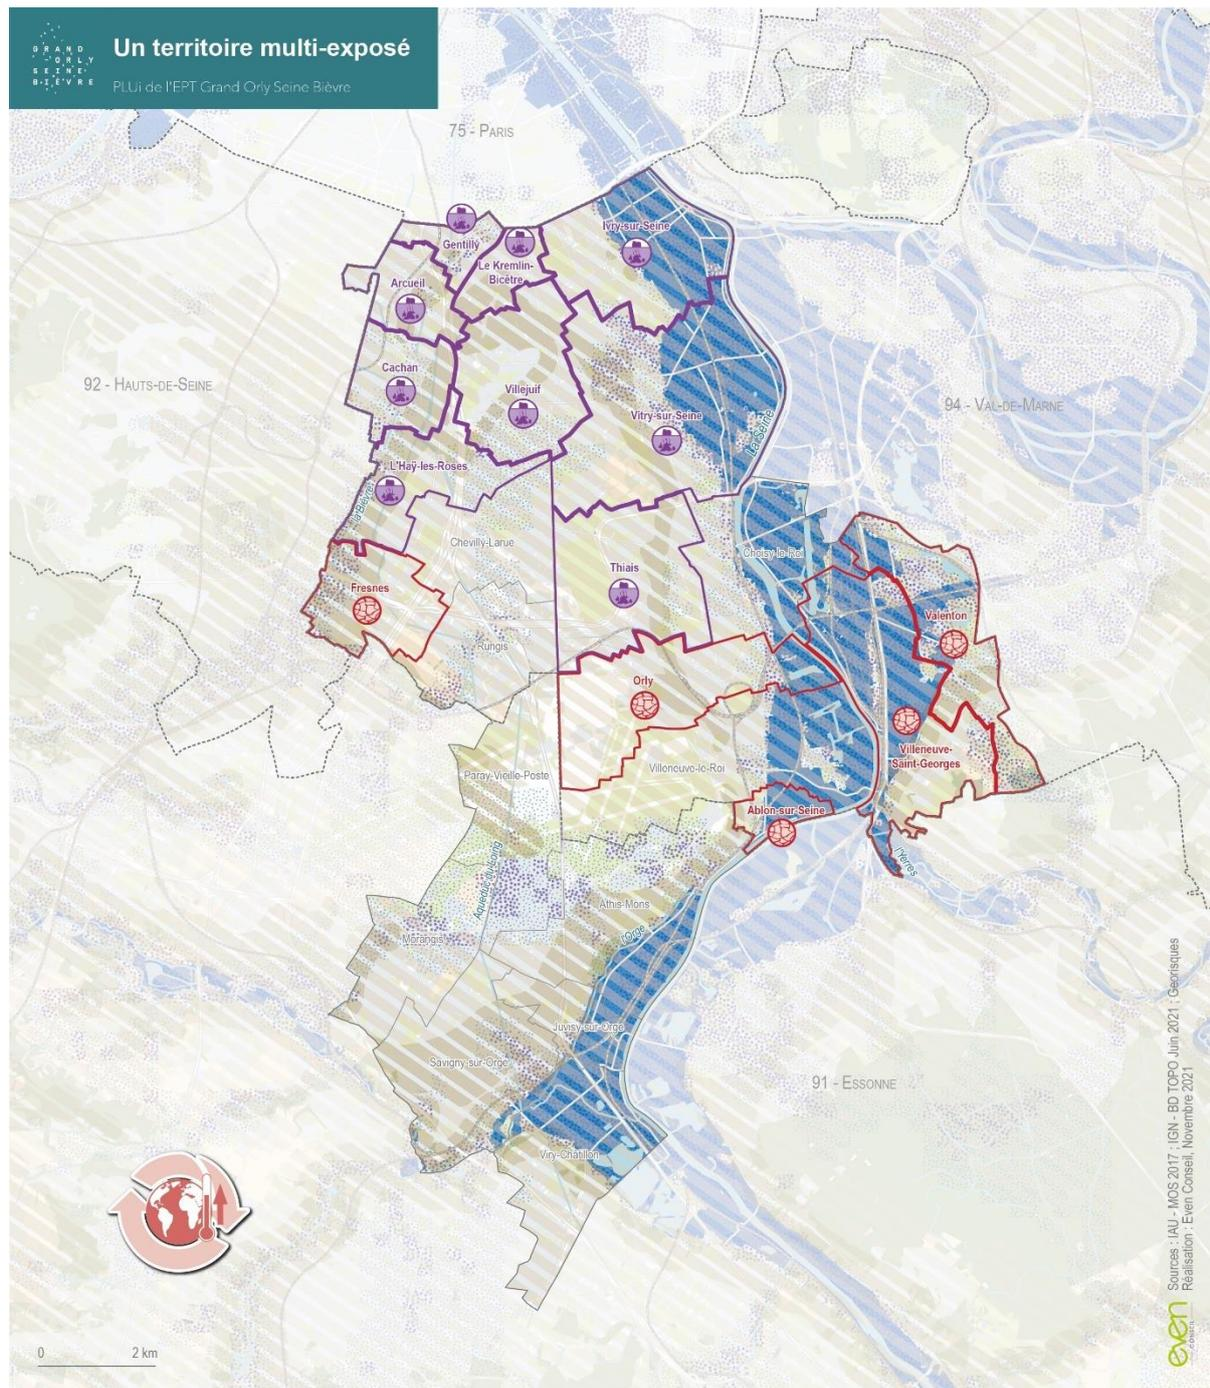 GRAND
ORLY
SEINE
BIÈVRE
Un territoire multi-exposé
PLUi de l'EPT Grand Orly Seine Bièvre
75 - PARIS
Ivry-sur-Seine
Gentilly
Le Kremlin-
Bicêtre
Arcueil
Cachan
92 - HAUTS-DE-SEINE
Villejuif
94 - VAL-DE-MARNE
Vitry-sur-Seine
La Seine
L'Haÿ-les-Roses
la Bièvre
Chevilly-Larue
Choisy-le-Roi
Thiais
Fresnes
Valenton
Rungis
Orly
Villeneuve-
Saint-Georges
Villeneuve-le-Roi
Paray-Vieille-Poste
Ablon-sur-Seine
l'Yerres
Aqueduc du Loing
Athis-Mons
l'Orge
Morangis
Juvisy-sur-Orge
Savigny-sur-Orge
91 - ESSONNE
Viry-Châtillon
0 2 km
Sources : IAU - MOS 2017 ; IGN - BD TOPO Juin 2021 ; Georisques
Réalisation : Even Conseil, Novembre 2021
even
CONSEIL